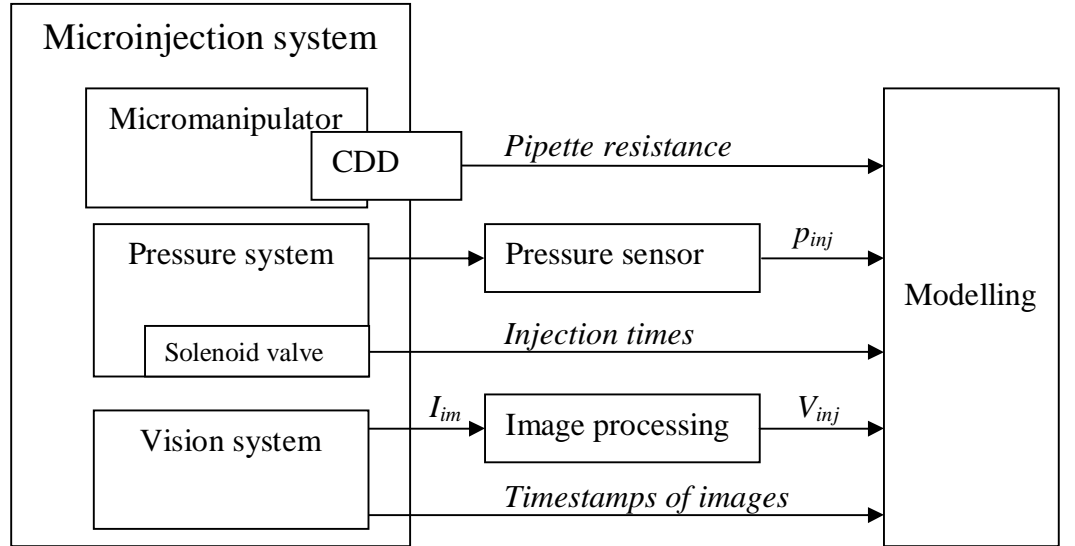 Microinjection system
Micromanipulator
CDD
Pipette resistance
Pressure system
Pressure sensor
p_inj
Modelling
Solenoid valve
Injection times
Vision system
I_im
Image processing
V_inj
Timestamps of images